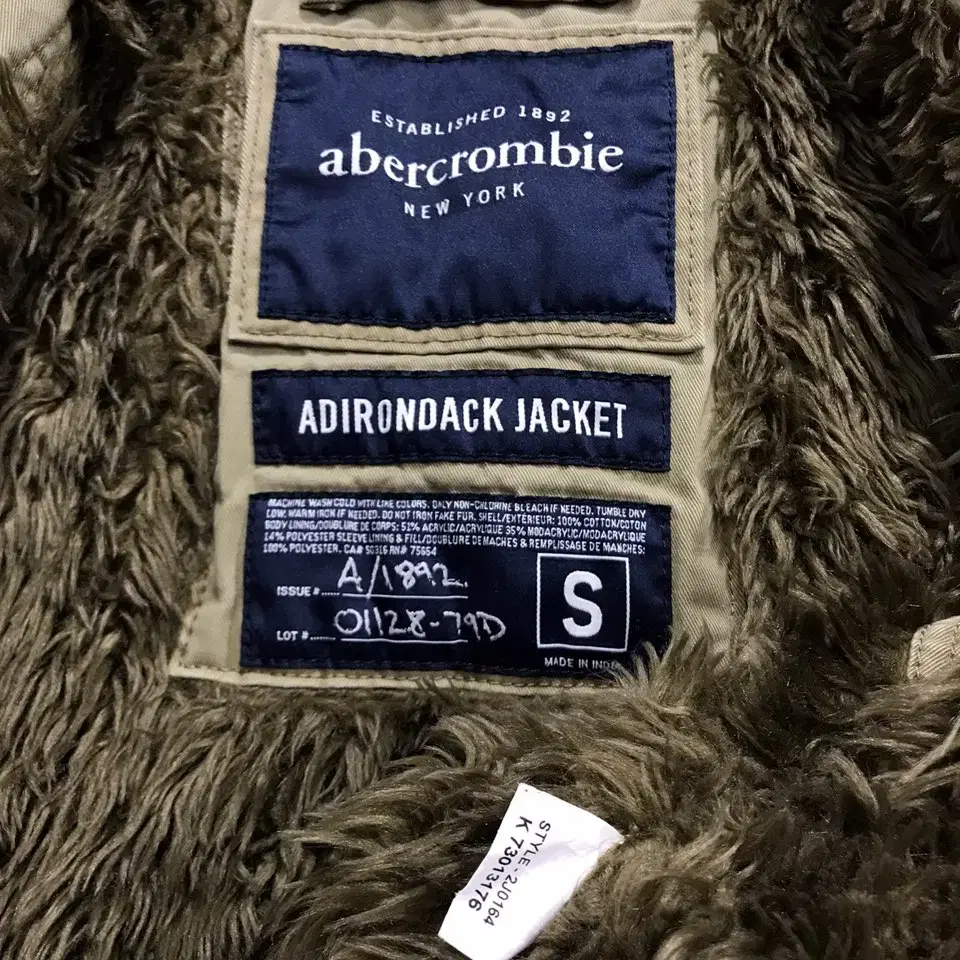 ESTABLISHED 1892
abercrombie
NEW YORK
ADIRONDACK JACKET
MACHINE WASH COLD WITH LIKE COLORS. ONLY NON-CHLORINE BLEACH IF NEEDED. TUMBLE DRY
LOW. WARM IRON IF NEEDED. DO NOT IRON FAKE FUR. SHELL/EXTÉRIEUR: 100% COTTON/COTON
BODY LINING/DOUBLURE DE CORPS: 51% ACRYLIC/ACRYLIQUE 35% MODACRYLIC/MODACRYLIQUE
14% POLYESTER SLEEVE LINING & FILL/DOUBLURE DE MACHES & REMPLISSAGE DE MANCHES:
100% POLYESTER. CA# 50316 RN# 75654
ISSUE #...... A/1892.
LOT #....... 01128-79D
S
MADE IN INDIA
STYLE-2J0164
K 73013176